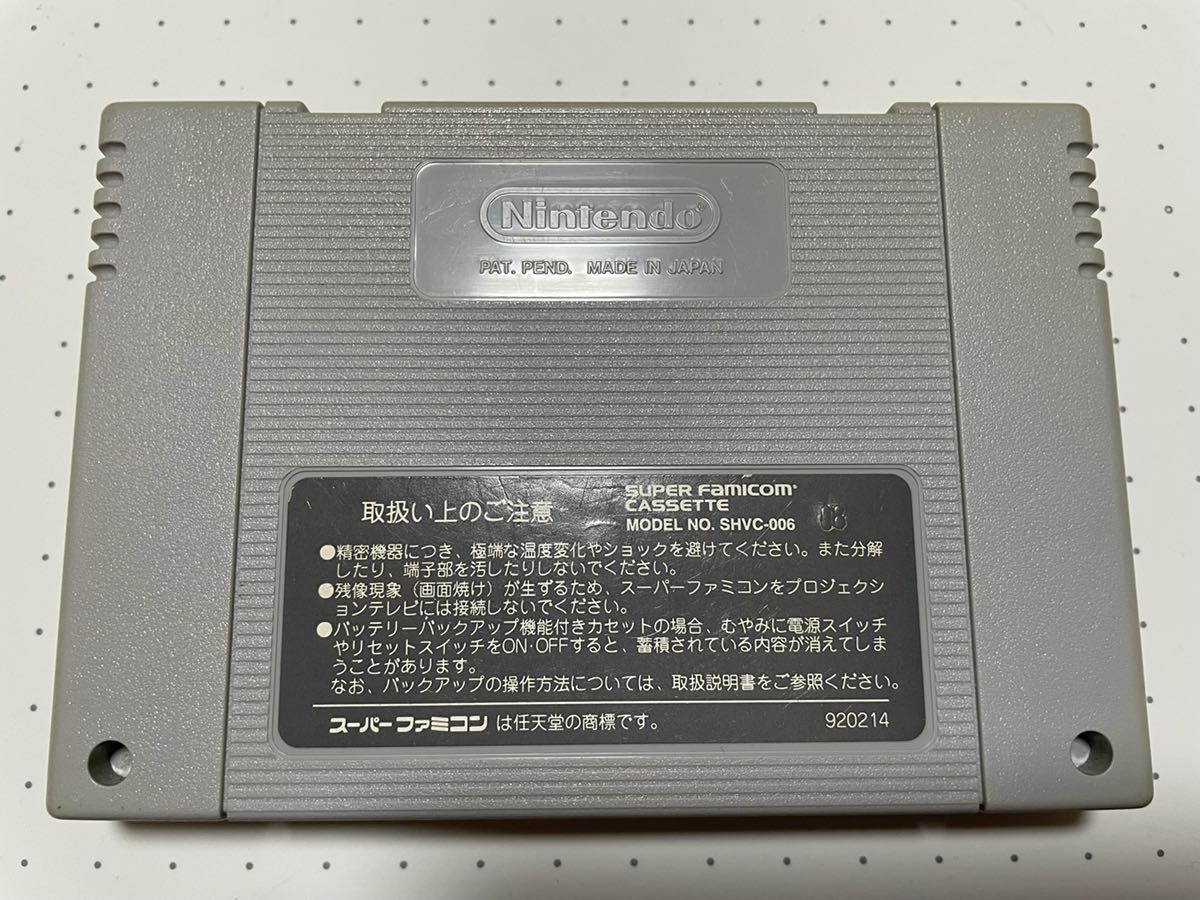 Nintendo®
PAT. PEND. MADE IN JAPAN
取扱い上のご注意
SUPER FAMICOM®
CASSETTE
MODEL NO. SHVC-006
08
●精密機器につき、極端な温度変化やショックを避けてください。また分解
したり、端子部を汚したりしないでください。
●残像現象（画面焼け）が生ずるため、スーパーファミコンをプロジェクシ
ョンテレビには接続しないでください。
●バッテリーバックアップ機能付きカセットの場合、むやみに電源スイッチ
やリセットスイッチをON･OFFすると、蓄積されている内容が消えてしま
うことがあります。
なお、バックアップの操作方法については、取扱説明書をご参照ください。
スーパーファミコンは任天堂の商標です。
920214